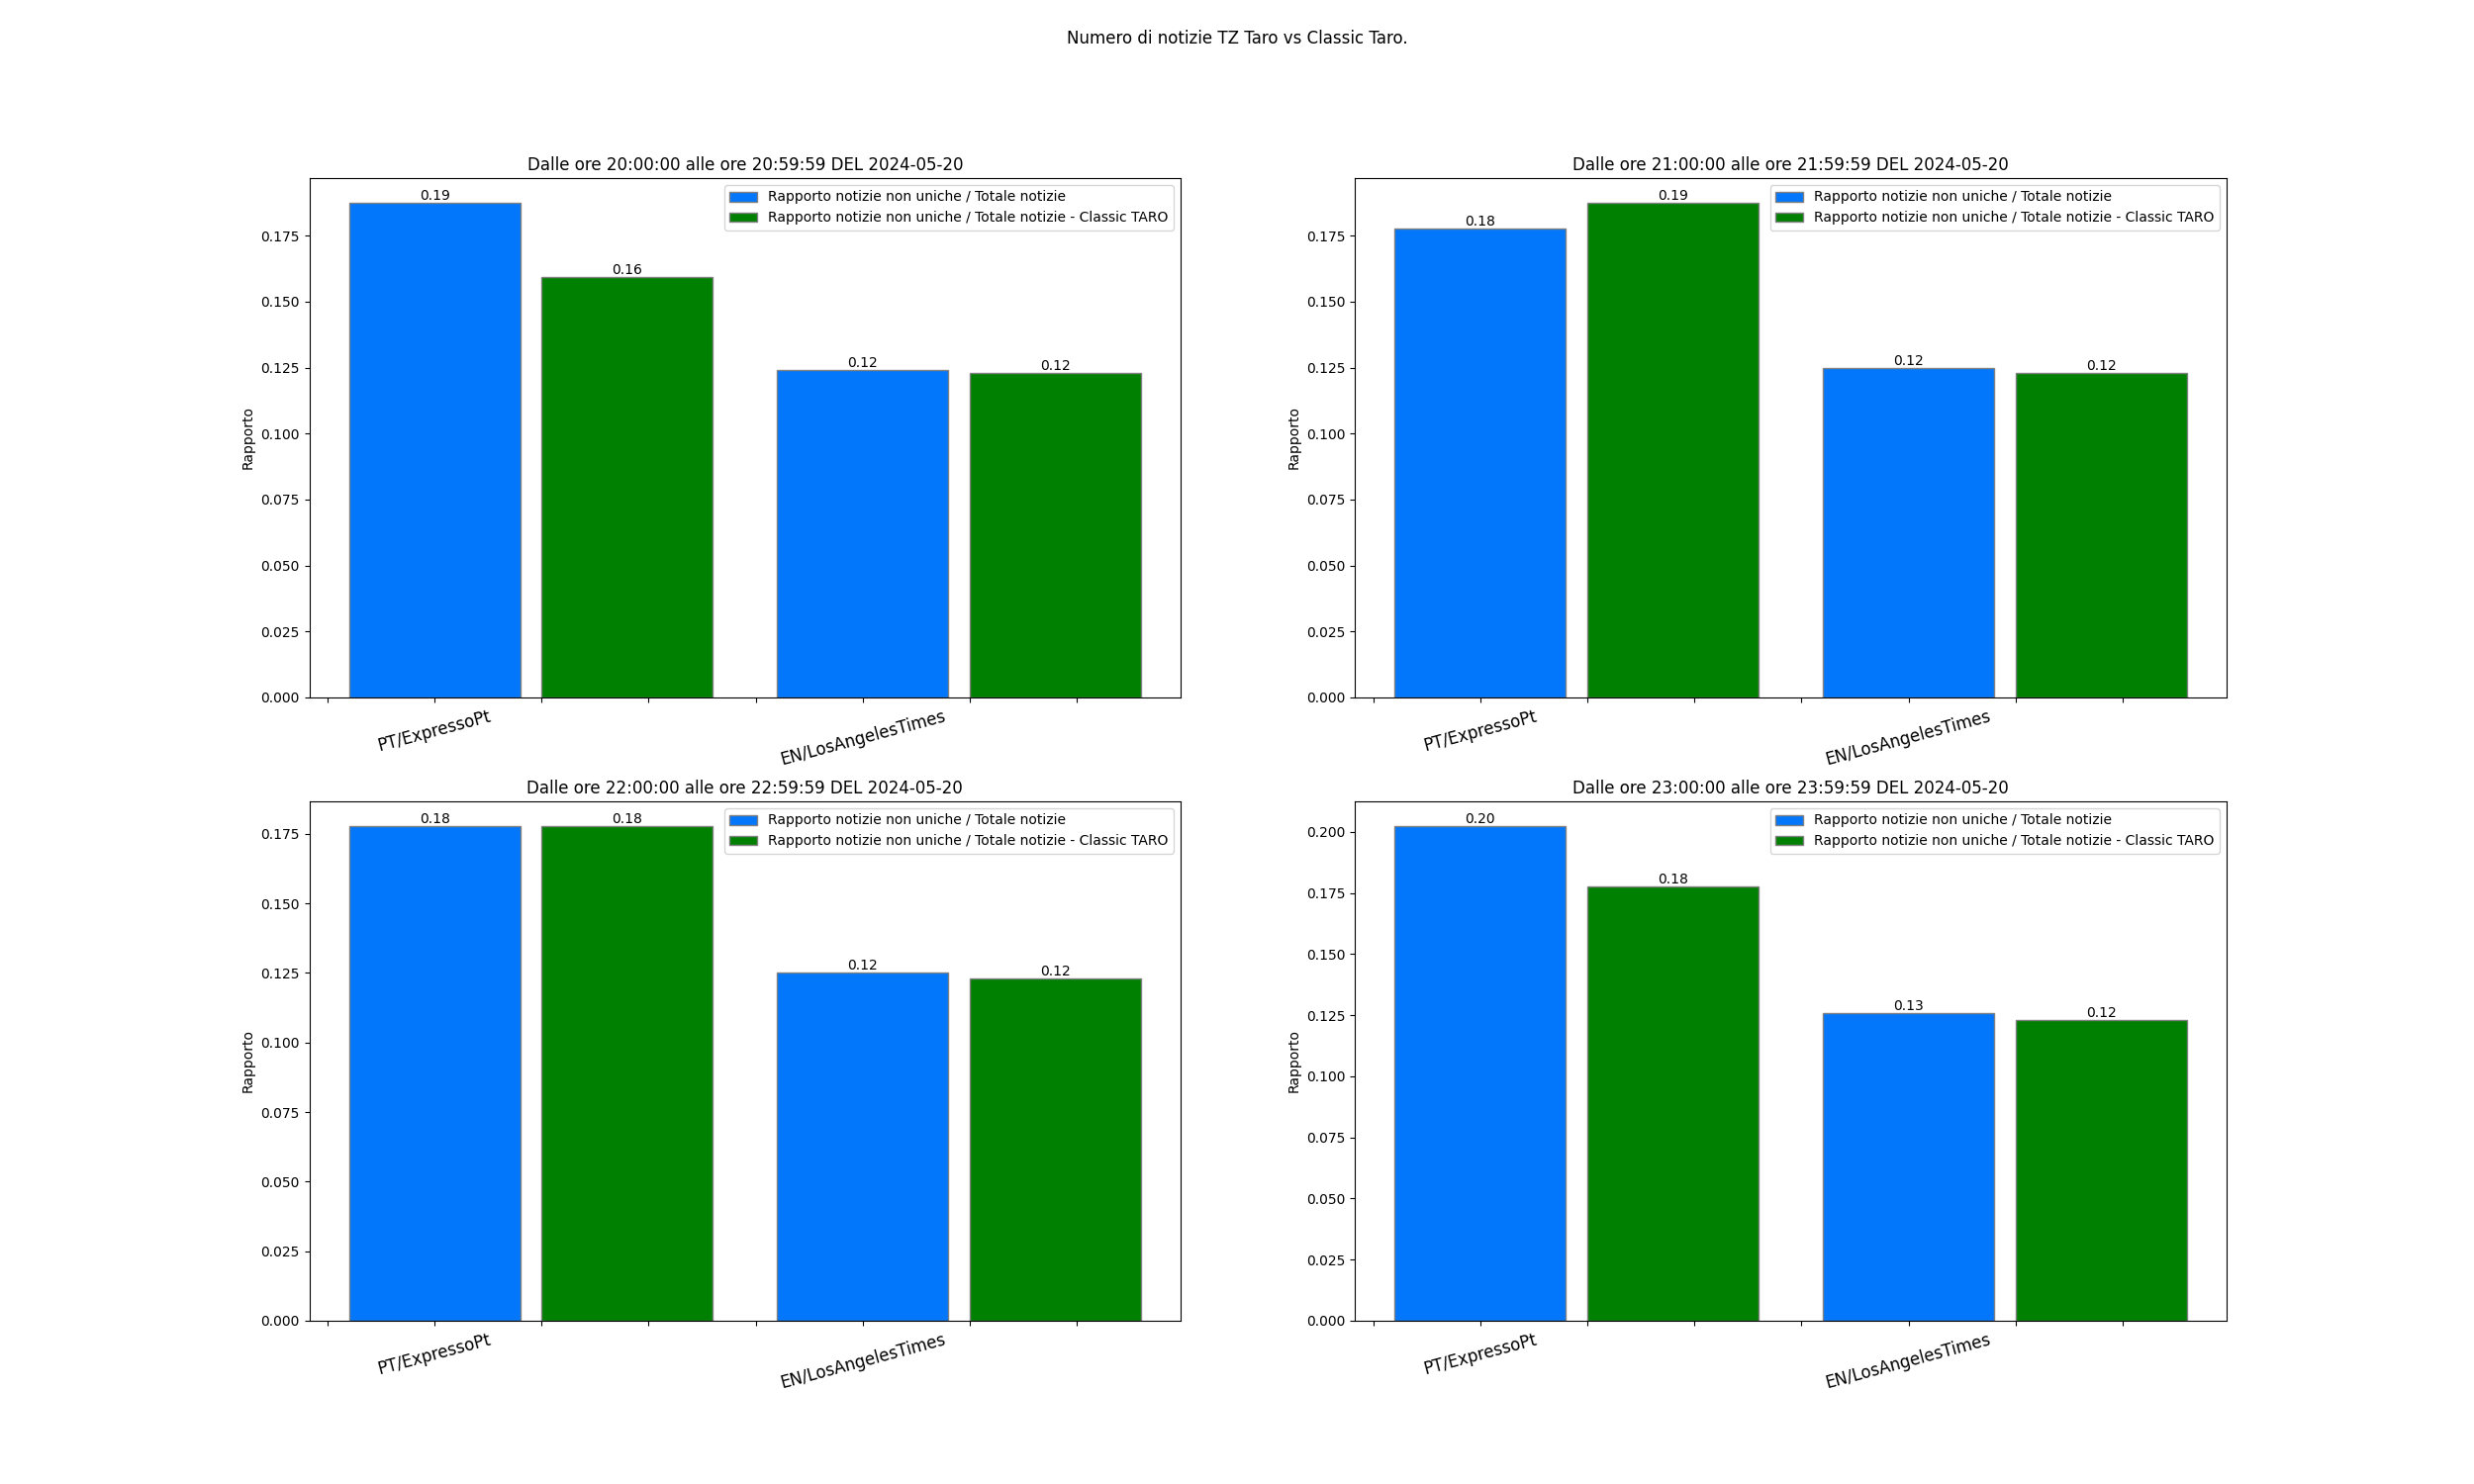 Numero di notizie TZ Taro vs Classic Taro.
Dalle ore 20:00:00 alle ore 20:59:59 DEL 2024-05-20
Rapporto notizie non uniche / Totale notizie
Rapporto notizie non uniche / Totale notizie - Classic TARO
0.19
0.16
0.12
0.12
0.175
0.150
0.125
0.100
0.075
0.050
0.025
0.000
Rapporto
PT/ExpressoPt
EN/LosAngelesTimes
Dalle ore 21:00:00 alle ore 21:59:59 DEL 2024-05-20
Rapporto notizie non uniche / Totale notizie
Rapporto notizie non uniche / Totale notizie - Classic TARO
0.18
0.19
0.12
0.12
0.175
0.150
0.125
0.100
0.075
0.050
0.025
0.000
Rapporto
PT/ExpressoPt
EN/LosAngelesTimes
Dalle ore 22:00:00 alle ore 22:59:59 DEL 2024-05-20
Rapporto notizie non uniche / Totale notizie
Rapporto notizie non uniche / Totale notizie - Classic TARO
0.18
0.18
0.12
0.12
0.175
0.150
0.125
0.100
0.075
0.050
0.025
0.000
Rapporto
PT/ExpressoPt
EN/LosAngelesTimes
Dalle ore 23:00:00 alle ore 23:59:59 DEL 2024-05-20
Rapporto notizie non uniche / Totale notizie
Rapporto notizie non uniche / Totale notizie - Classic TARO
0.20
0.18
0.13
0.12
0.200
0.175
0.150
0.125
0.100
0.075
0.050
0.025
0.000
Rapporto
PT/ExpressoPt
EN/LosAngelesTimes